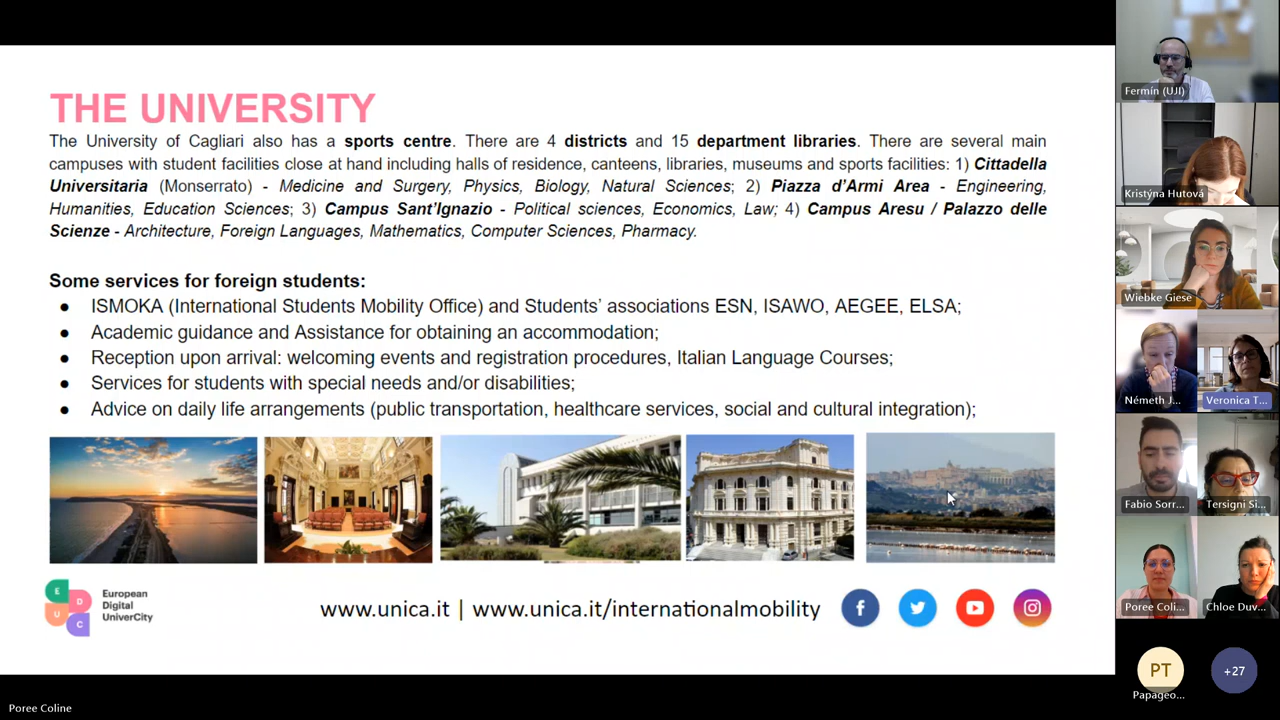 THE UNIVERSITY
The University of Cagliari also has a sports centre. There are 4 districts and 15 department libraries. There are several main
campuses with student facilities close at hand including halls of residence, canteens, libraries, museums and sports facilities: 1) Cittadella
Universitaria (Monserrato) - Medicine and Surgery, Physics, Biology, Natural Sciences; 2) Piazza d'Armi Area - Engineering,
Humanities, Education Sciences; 3) Campus Sant'Ignazio - Political sciences, Economics, Law; 4) Campus Aresu / Palazzo delle
Scienze - Architecture, Foreign Languages, Mathematics, Computer Sciences, Pharmacy.
Some services for foreign students:
● ISMOKA (International Students Mobility Office) and Students' associations ESN, ISAWO, AEGEE, ELSA;
● Academic guidance and Assistance for obtaining an accommodation;
● Reception upon arrival: welcoming events and registration procedures, Italian Language Courses;
● Services for students with special needs and/or disabilities;
● Advice on daily life arrangements (public transportation, healthcare services, social and cultural integration);
E D U C
European
Digital
UniverCity
www.unica.it | www.unica.it/internationalmobility
Poree Coline
Fermín (UJI)
Kristýna Hutová
Wiebke Giese
Németh J...
Veronica T...
Fabio Sorr...
Tersigni Si...
Poree Coli...
Chloe Duv...
PT
Papageo...
+27